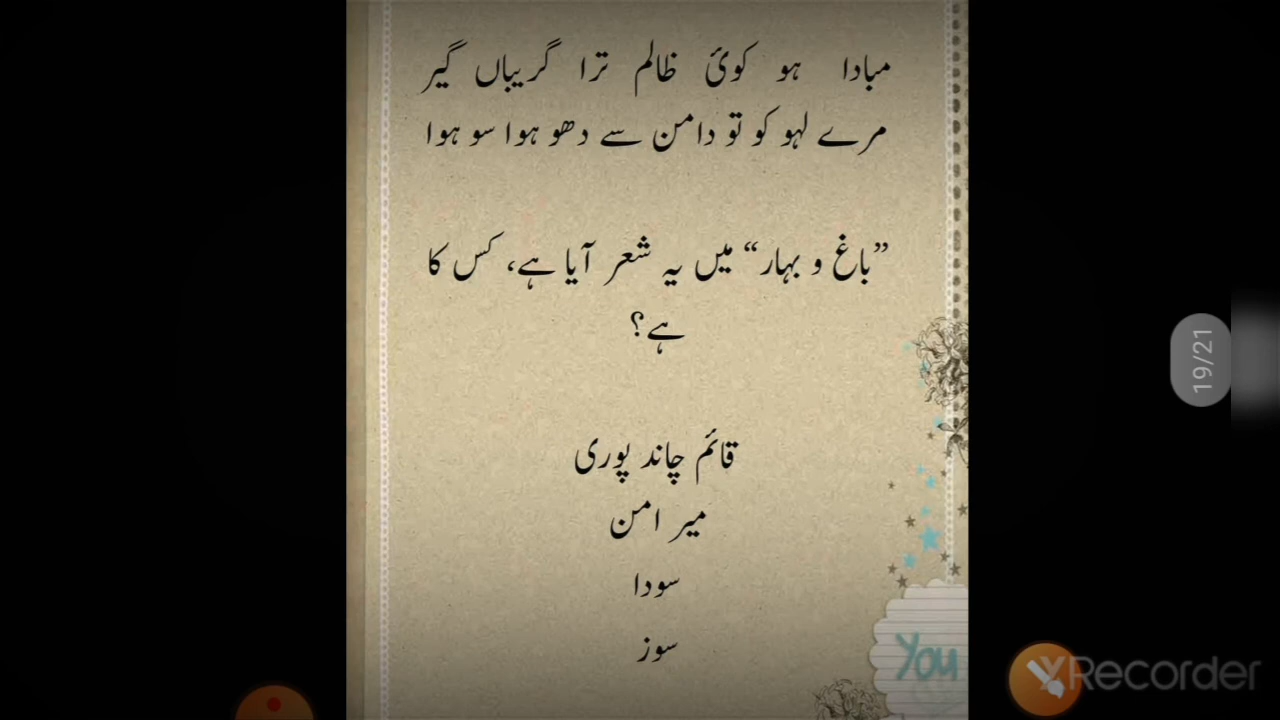 مبادا ہو کوئ ظالم ترا گریباں گیر
مرے لہو کو تو دامن سے دھو ہوا سو ہوا
”باغ و بہار“ میں یہ شعر آیا ہے، کس کا
ہے؟
قائم چاند پوری
میر امن
سودا
سوز
19/21
You
Recorder